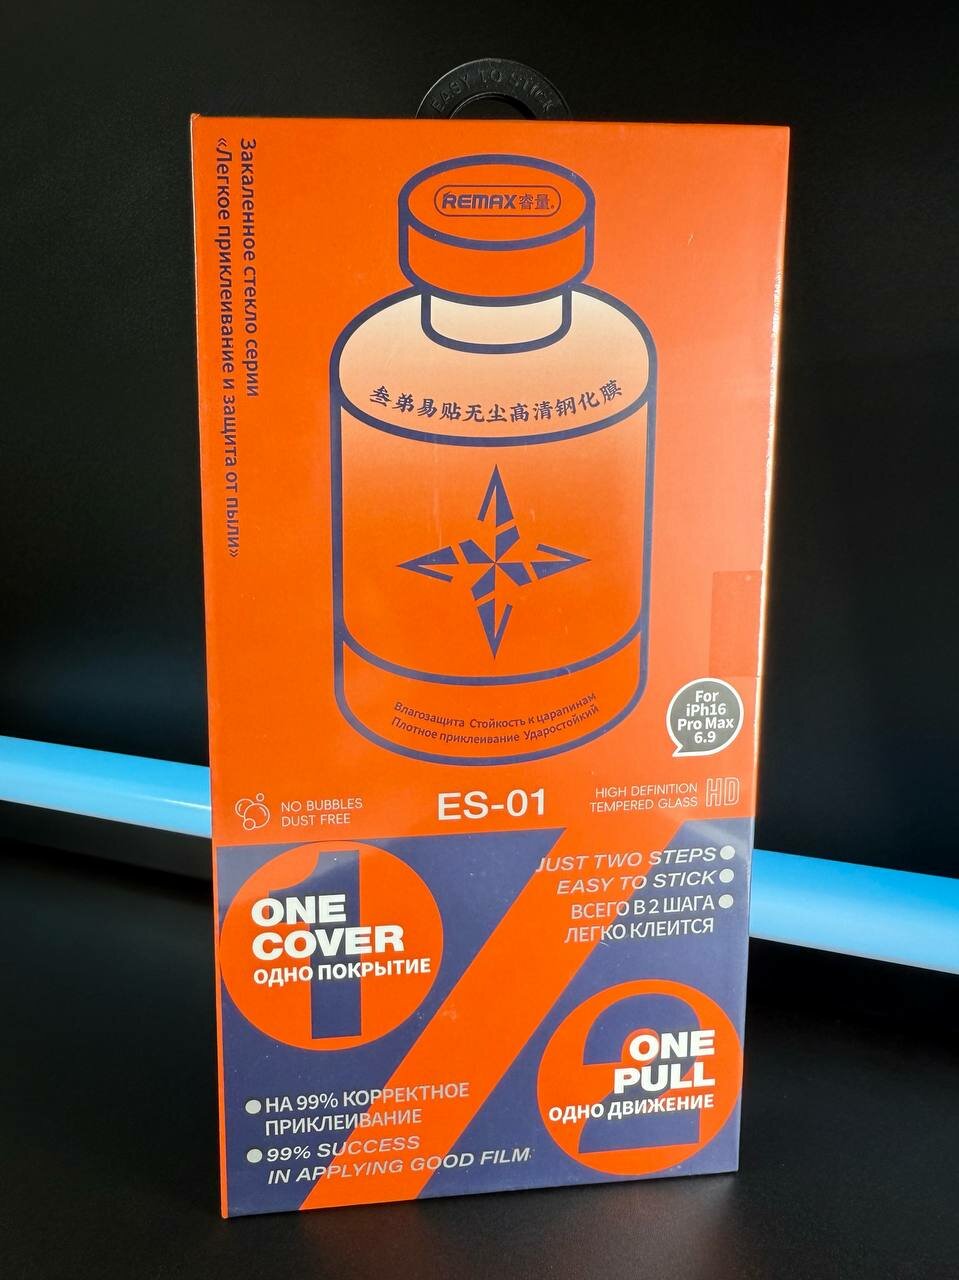 EASY TO Stick
Закаленное стекло серии
«Легкое приклеивание и защита от пыли»
REMAX睿量®
叁弟易贴无尘高清钢化膜
Влагозащита Стойкость к царапинам
Плотное приклеивание Ударостойкий
For
iPh16
Pro Max
6.9
NO BUBBLES
DUST FREE
ES-01
HIGH DEFINITION
TEMPERED GLASS
HD
1
ONE
COVER
ОДНО ПОКРЫТИЕ
JUST TWO STEPS
EASY TO STICK
ВСЕГО В 2 ШАГА
ЛЕГКО КЛЕИТСЯ
2
ONE
PULL
ОДНО ДВИЖЕНИЕ
НА 99% КОРРЕКТНОЕ
ПРИКЛЕИВАНИЕ
99% SUCCESS
IN APPLYING GOOD FILM